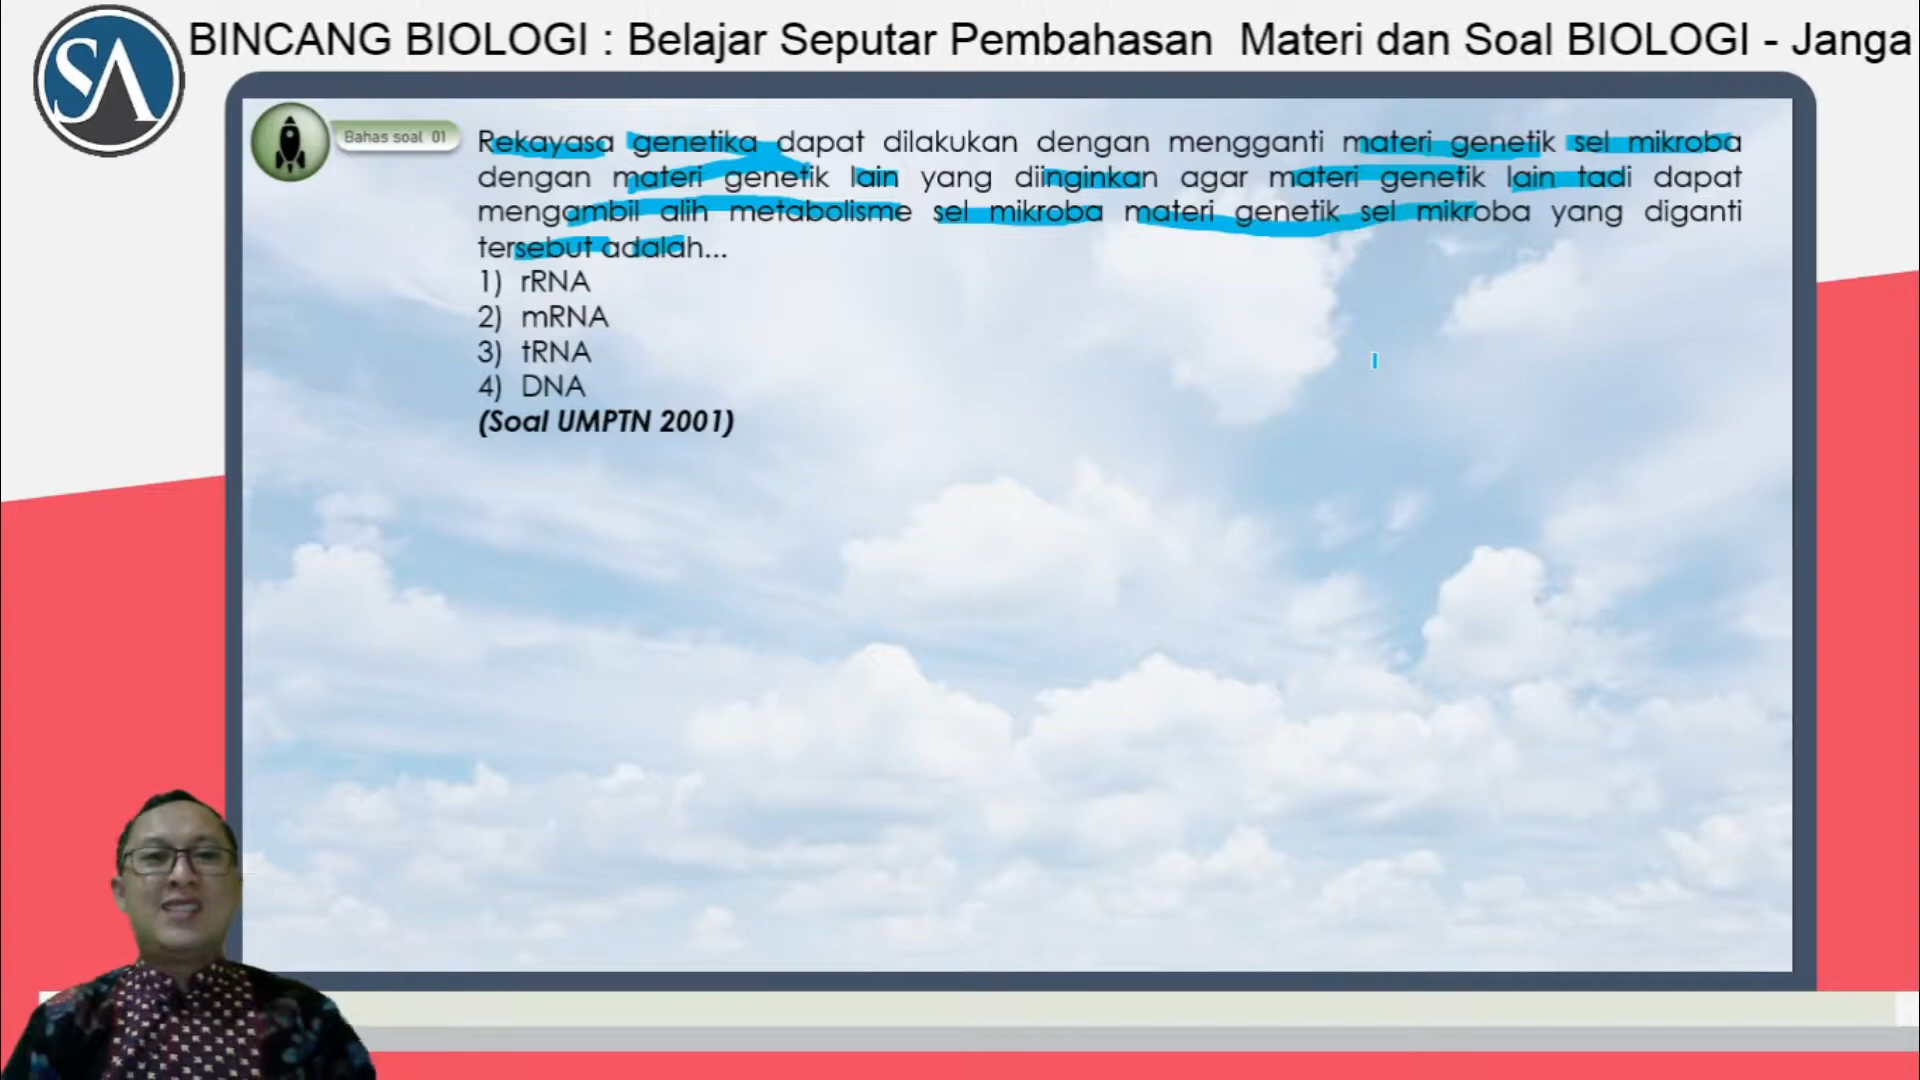 SA
BINCANG BIOLOGI : Belajar Seputar Pembahasan Materi dan Soal BIOLOGI - Janga
Bahas soal 01
Rekayasa genetika dapat dilakukan dengan mengganti materi genetik sel mikroba
dengan materi genetik lain yang diinginkan agar materi genetik lain tadi dapat
mengambil alih metabolisme sel mikroba materi genetik sel mikroba yang diganti
tersebut adalah...
1) rRNA
2) mRNA
3) tRNA
4) DNA
(Soal UMPTN 2001)